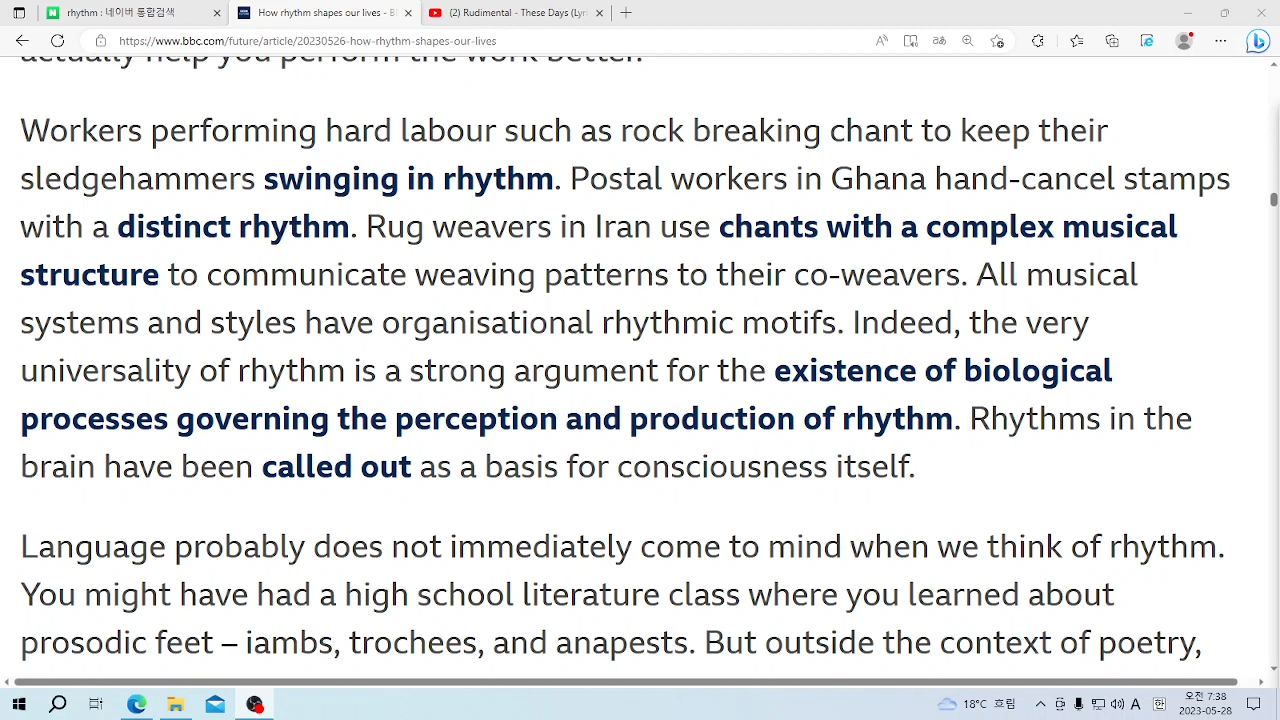 rhythm : 네이버 통합검색
How rhythm shapes our lives - B
(2) Rudimental - These Days (Lyr
https://www.bbc.com/future/article/20230526-how-rhythm-shapes-our-lives
actually help you perform the work better.
Workers performing hard labour such as rock breaking chant to keep their
sledgehammers swinging in rhythm. Postal workers in Ghana hand-cancel stamps
with a distinct rhythm. Rug weavers in Iran use chants with a complex musical
structure to communicate weaving patterns to their co-weavers. All musical
systems and styles have organisational rhythmic motifs. Indeed, the very
universality of rhythm is a strong argument for the existence of biological
processes governing the perception and production of rhythm. Rhythms in the
brain have been called out as a basis for consciousness itself.
Language probably does not immediately come to mind when we think of rhythm.
You might have had a high school literature class where you learned about
prosodic feet – iambs, trochees, and anapests. But outside the context of poetry,
18°C 흐림
A
오전 7:38
2023-05-28